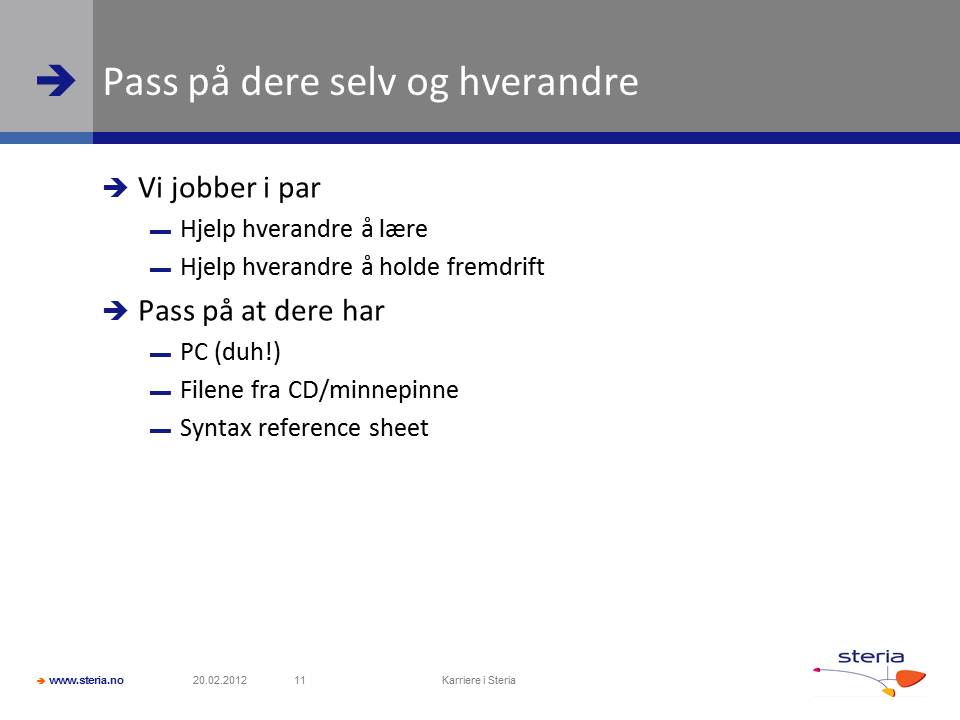 Pass på dere selv og hverandre
Vi jobber i par
Hjelp hverandre å lære
Hjelp hverandre å holde fremdrift
Pass på at dere har
PC (duh!)
Filene fra CD/minnepinne
Syntax reference sheet
www.steria.no 20.02.2012 11 Karriere i Steria
steria